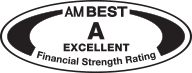 AM BEST
A
EXCELLENT
Financial Strength Rating